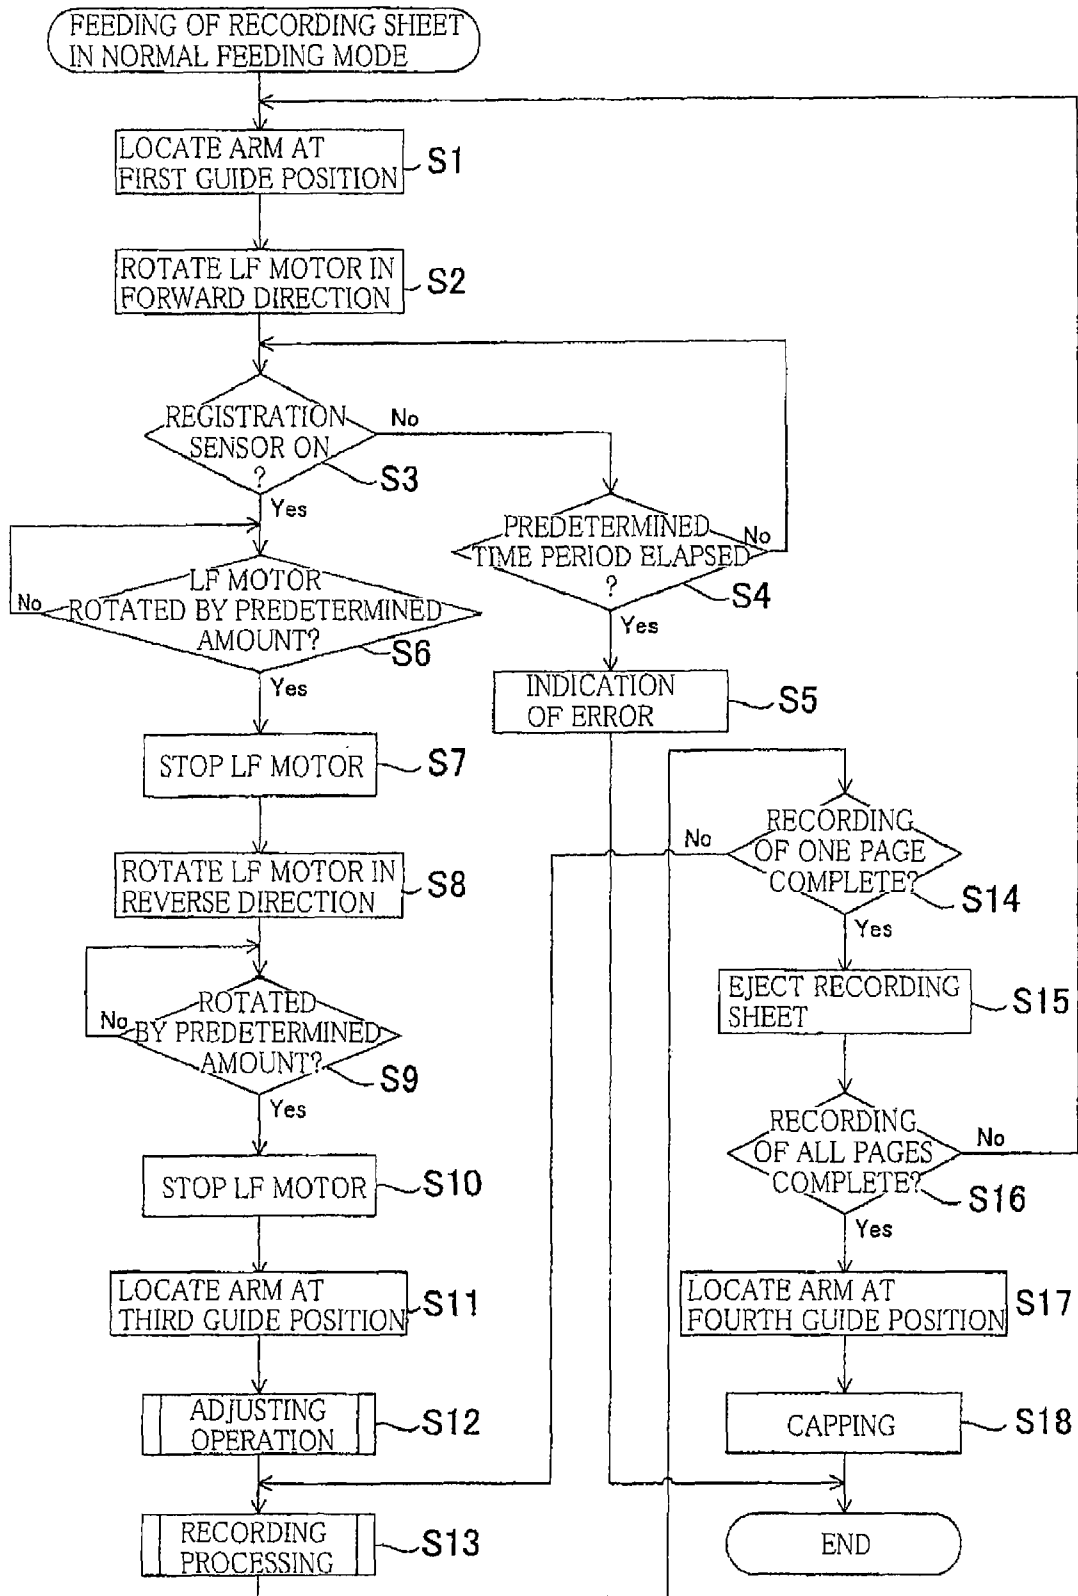 FEEDING OF RECORDING SHEET
IN NORMAL FEEDING MODE
LOCATE ARM AT
FIRST GUIDE POSITION
S1
ROTATE LF MOTOR IN
FORWARD DIRECTION
S2
REGISTRATION
SENSOR ON
?
S3
No
Yes
PREDETERMINED
TIME PERIOD ELAPSED
?
S4
No
Yes
INDICATION
OF ERROR
S5
LF MOTOR
ROTATED BY PREDETERMINED
AMOUNT?
S6
No
Yes
STOP LF MOTOR
S7
ROTATE LF MOTOR IN
REVERSE DIRECTION
S8
ROTATED
BY PREDETERMINED
AMOUNT?
S9
No
Yes
STOP LF MOTOR
S10
LOCATE ARM AT
THIRD GUIDE POSITION
S11
ADJUSTING
OPERATION
S12
RECORDING
PROCESSING
S13
RECORDING
OF ONE PAGE
COMPLETE?
S14
No
Yes
EJECT RECORDING
SHEET
S15
RECORDING
OF ALL PAGES
COMPLETE?
S16
No
Yes
LOCATE ARM AT
FOURTH GUIDE POSITION
S17
CAPPING
S18
END